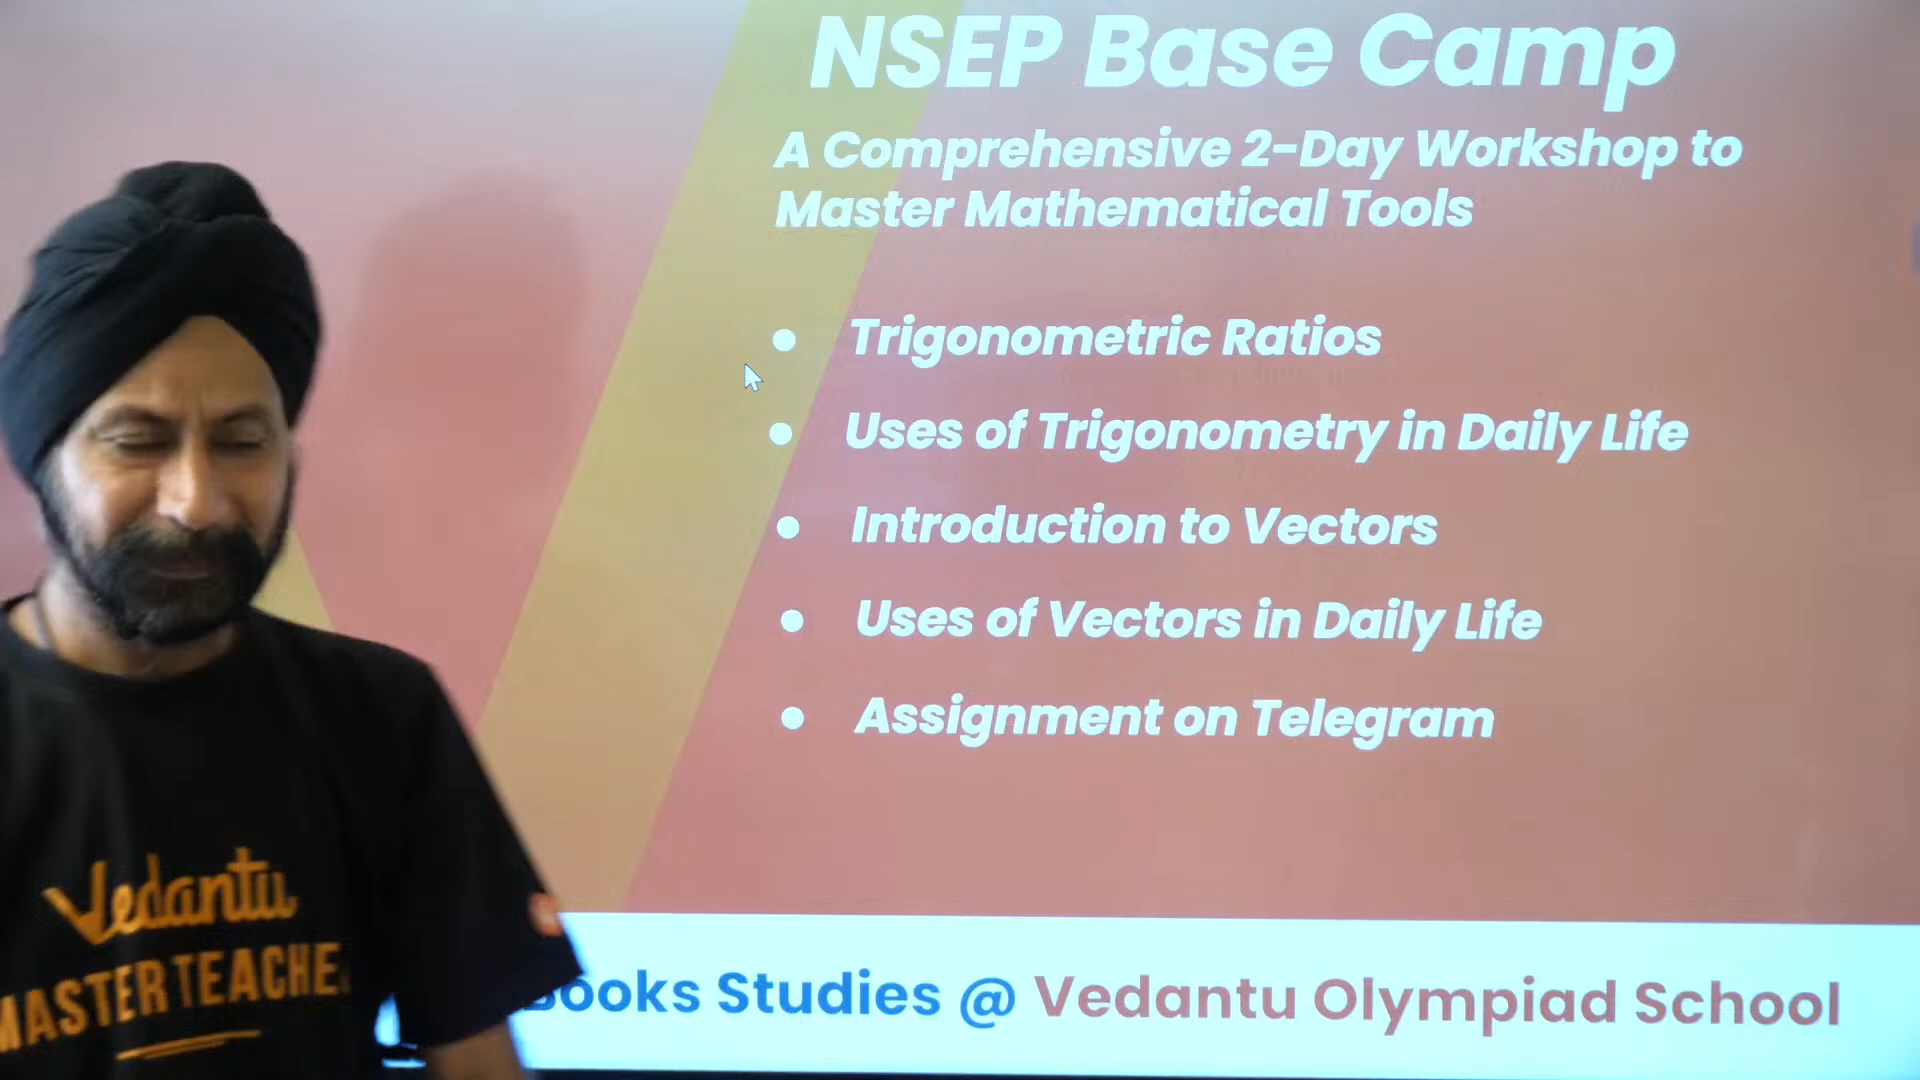 NSEP Base Camp
A Comprehensive 2-Day Workshop to
Master Mathematical Tools
● Trigonometric Ratios
● Uses of Trigonometry in Daily Life
● Introduction to Vectors
● Uses of Vectors in Daily Life
● Assignment on Telegram
Vedantu
MASTER TEACHE
Books Studies @ Vedantu Olympiad School